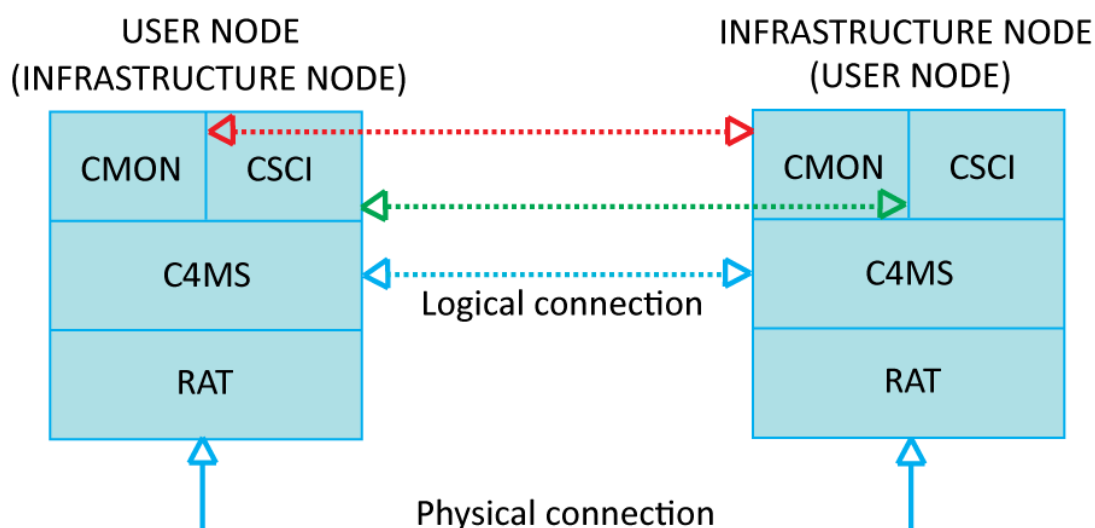 USER NODE
(INFRASTRUCTURE NODE)
INFRASTRUCTURE NODE
(USER NODE)
CMON
CSCI
CMON
CSCI
C4MS
C4MS
Logical connection
RAT
RAT
Physical connection